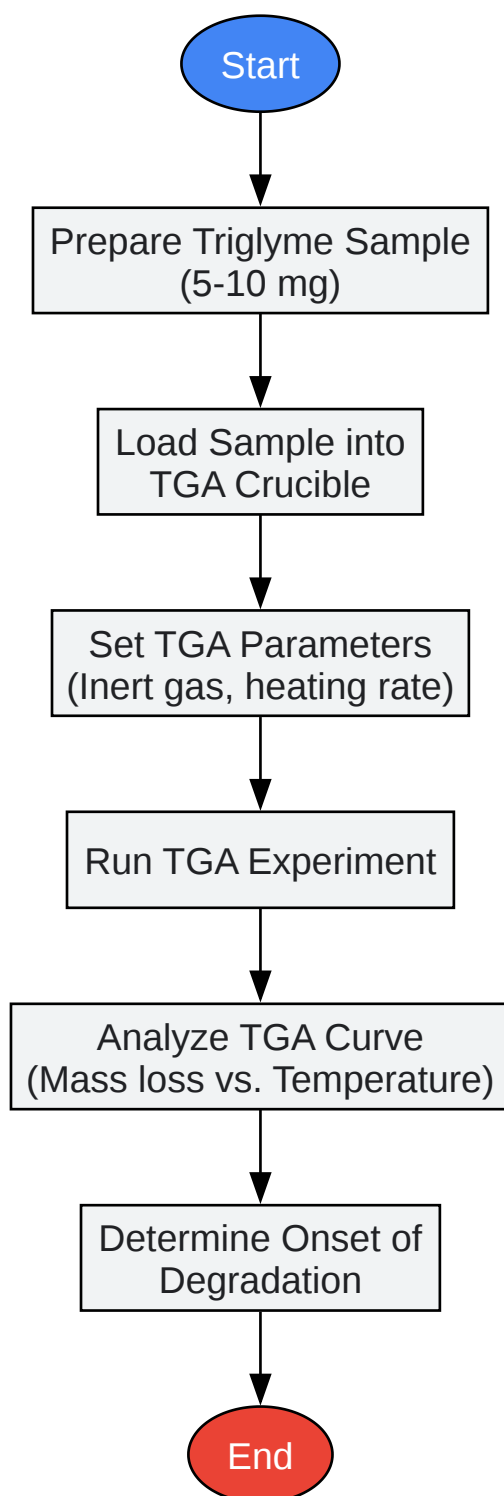 Start
Prepare Triglyme Sample
(5-10 mg)
Load Sample into
TGA Crucible
Set TGA Parameters
(Inert gas, heating rate)
Run TGA Experiment
Analyze TGA Curve
(Mass loss vs. Temperature)
Determine Onset of
Degradation
End